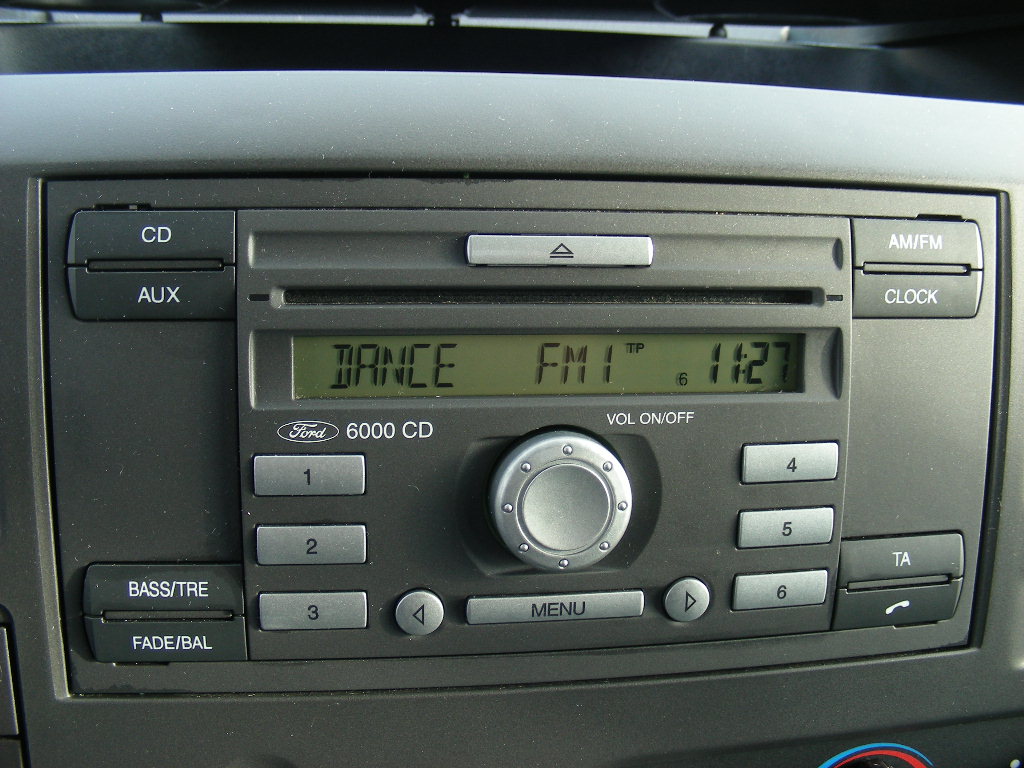 CD
AM/FM
AUX
CLOCK
DANCE FM1 TP 6 11:27
Ford 6000 CD
VOL ON/OFF
1
4
2
5
TA
BASS/TRE
3
MENU
6
FADE/BAL